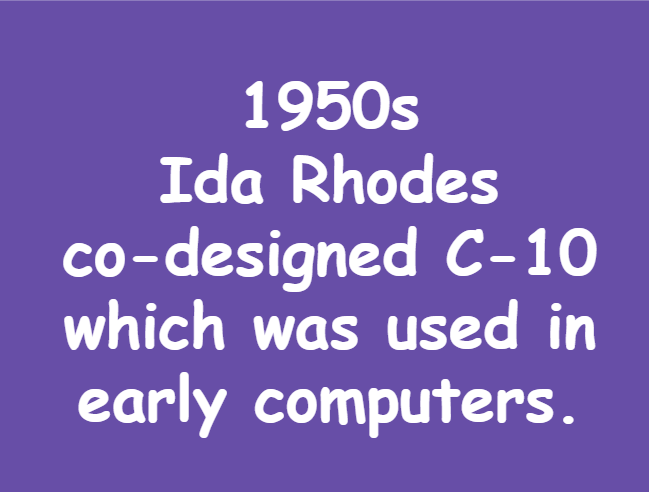 1950s
Ida Rhodes
co-designed C-10
which was used in
early computers.